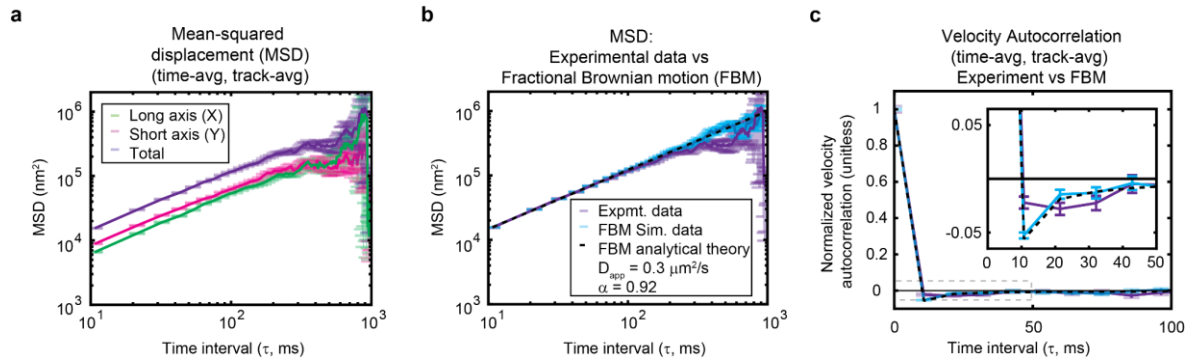 a
Mean-squared
displacement (MSD)
(time-avg, track-avg)
Long axis (X)
Short axis (Y)
Total
10⁶
10⁵
10⁴
10³
MSD (nm²)
10¹
10²
10³
Time interval (τ, ms)
b
MSD:
Experimental data vs
Fractional Brownian motion (FBM)
10⁶
10⁵
10⁴
10³
MSD (nm²)
Expmt. data
FBM Sim. data
FBM analytical theory
D_app = 0.3 μm²/s
α = 0.92
10¹
10²
10³
Time interval (τ, ms)
c
Velocity Autocorrelation
(time-avg, track-avg)
Experiment vs FBM
Normalized velocity
autocorrelation (unitless)
1
0.8
0.6
0.4
0.2
0
0.05
-0.05
0 10 20 30 40 50
0 50 100
Time interval (τ, ms)